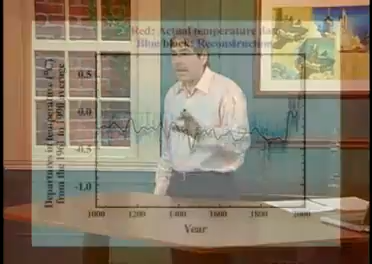 Red: Actual temperature data
Blue black: Reconstruction
Departures in temperature (°C)
from the 1961 to 1990 average
0.5
0.0
-0.5
-1.0
1000 1200 1400 1600 1800 2000
Year